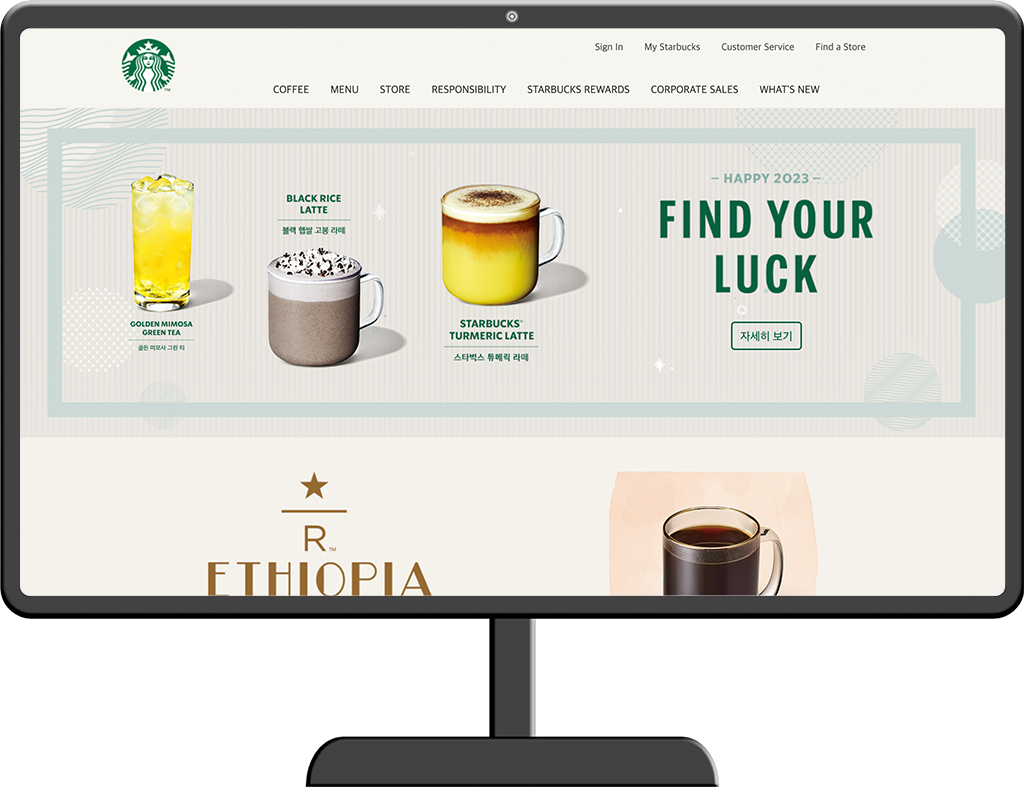 Sign In My Starbucks Customer Service Find a Store
COFFEE MENU STORE RESPONSIBILITY STARBUCKS REWARDS CORPORATE SALES WHAT'S NEW
GOLDEN MIMOSA
GREEN TEA
골든 미모사 그린 티
BLACK RICE
LATTE
블랙 햅쌀 고봉 라떼
STARBUCKS®
TURMERIC LATTE
스타벅스 튜메릭 라떼
– HAPPY 2023 –
FIND YOUR
LUCK
자세히 보기
R™
ETHIOPIA